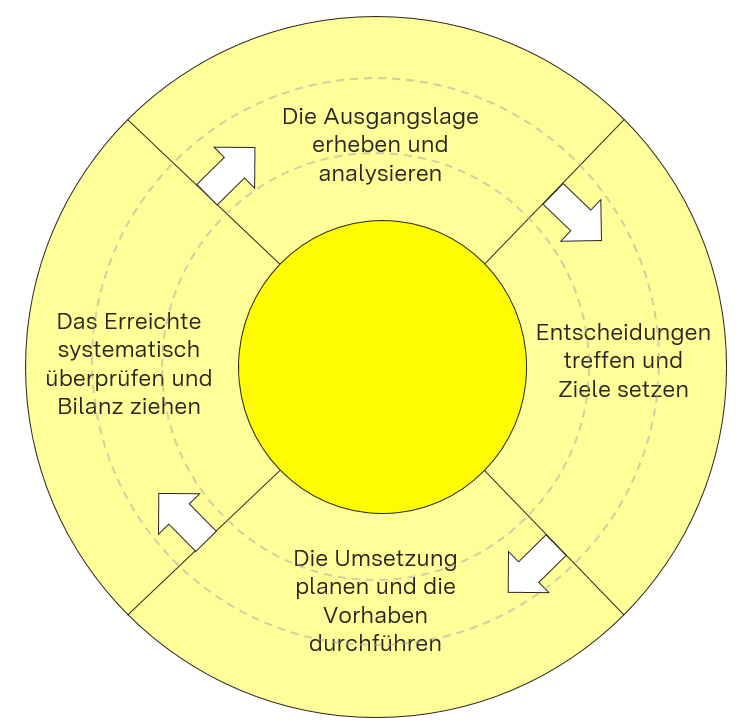 Die Ausgangslage
erheben und
analysieren
Entscheidungen
treffen und
Ziele setzen
Die Umsetzung
planen und die
Vorhaben
durchführen
Das Erreichte
systematisch
überprüfen und
Bilanz ziehen